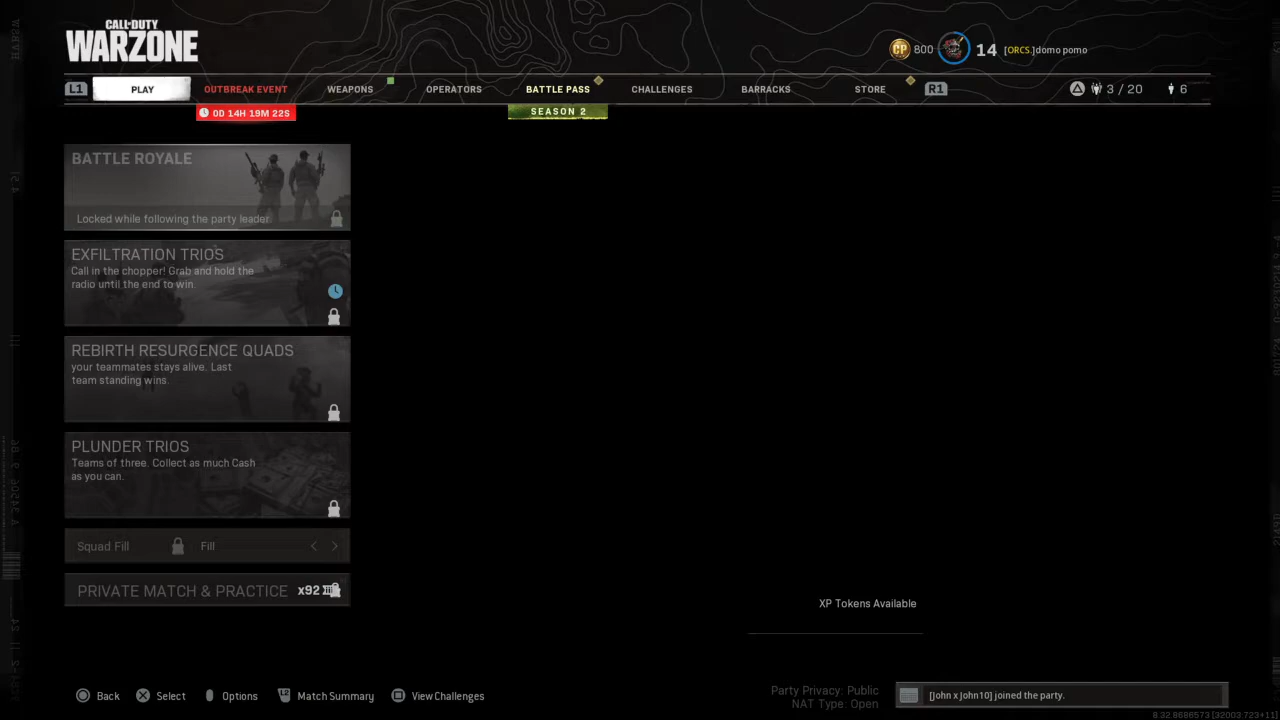 CALL OF DUTY
WARZONE
CP 800 14 [ORCS.]domo pomo
L1 PLAY OUTBREAK EVENT WEAPONS OPERATORS BATTLE PASS CHALLENGES BARRACKS STORE R1 3 / 20 6
0D 14H 19M 22S SEASON 2
BATTLE ROYALE
Locked while following the party leader.
EXFILTRATION TRIOS
Call in the chopper! Grab and hold the
radio until the end to win.
REBIRTH RESURGENCE QUADS
your teammates stays alive. Last
team standing wins.
PLUNDER TRIOS
Teams of three. Collect as much Cash
as you can.
Squad Fill Fill
PRIVATE MATCH & PRACTICE x92
XP Tokens Available
Back Select Options L2 Match Summary View Challenges
Party Privacy: Public
NAT Type: Open
[John x John10] joined the party.
8.32.8686573